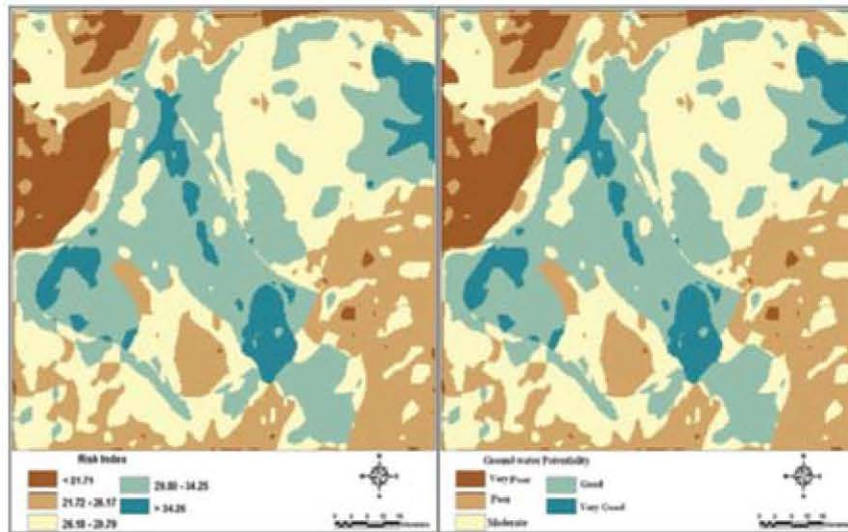 Risk Index
< 21.71
21.72 - 26.17
26.18 - 29.79
29.80 - 34.25
> 34.26
Ground water Potentiality
Very Poor
Poor
Moderate
Good
Very Good